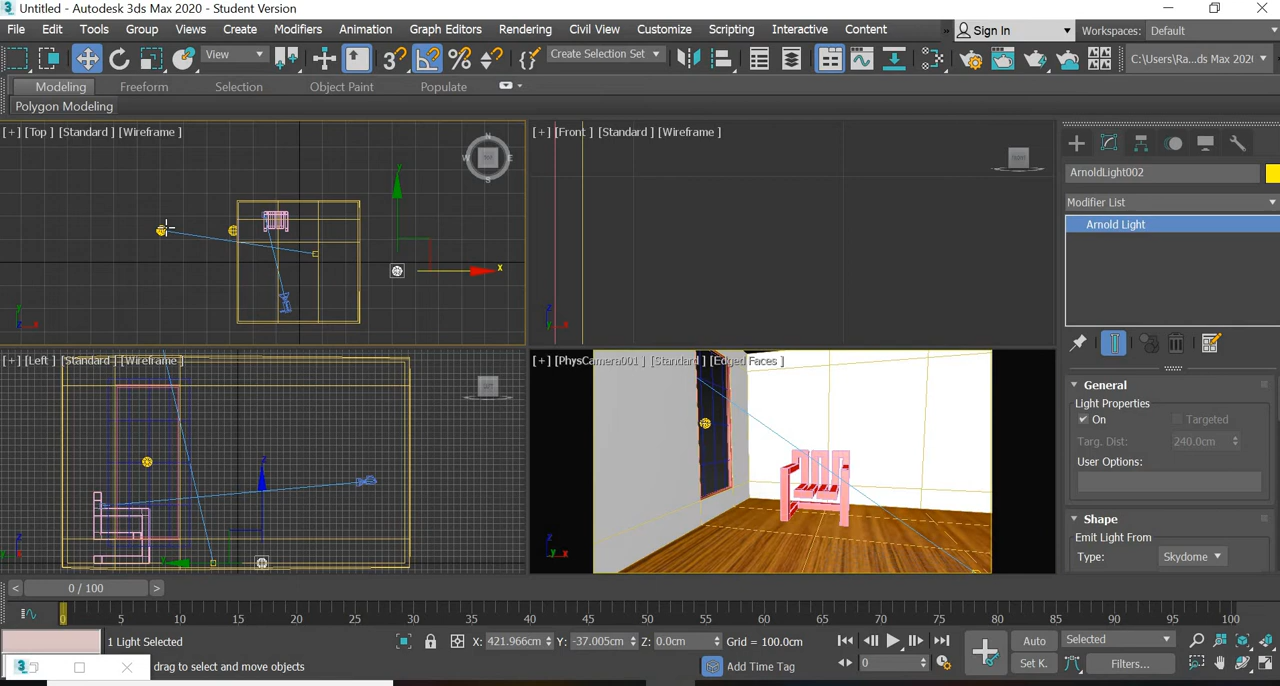 Untitled - Autodesk 3ds Max 2020 - Student Version
File Edit Tools Group Views Create Modifiers Animation Graph Editors Rendering Civil View Customize Scripting Interactive Content » Sign In Workspaces: Default
View Create Selection Set C:\Users\Ra...ds Max 2020\
Modeling Freeform Selection Object Paint Populate
Polygon Modeling
[+] [Top] [Standard] [Wireframe]
[+] [Front] [Standard] [Wireframe]
ArnoldLight002
Modifier List
Arnold Light
[+] [Left] [Standard] [Wireframe]
[+] [PhysCamera001] [Standard] [Edged Faces]
General
Light Properties
On Targeted
Targ. Dist: 240.0cm
User Options:
Shape
Emit Light From
Type: Skydome
< 0 / 100 >
0 5 10 15 20 25 30 35 40 45 50 55 60 65 70 75 80 85 90 95 100
1 Light Selected X: 421.966cm Y: -37.005cm Z: 0.0cm Grid = 100.0cm Auto Selected
drag to select and move objects Add Time Tag 0 Set K. Filters...